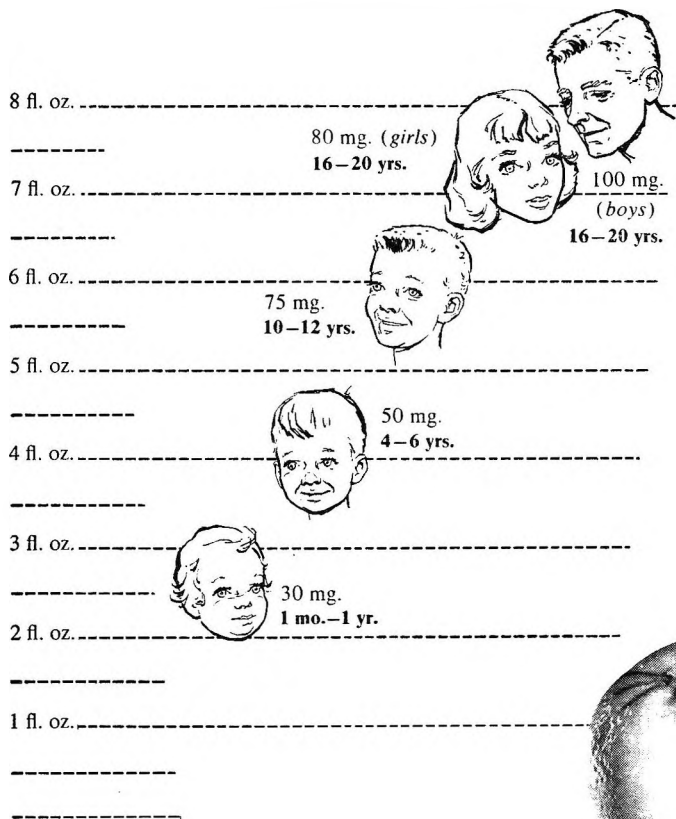 8 fl. oz.
80 mg. (girls)
16–20 yrs.
7 fl. oz.
100 mg.
(boys)
16–20 yrs.
6 fl. oz.
75 mg.
10–12 yrs.
5 fl. oz.
50 mg.
4–6 yrs.
4 fl. oz.
3 fl. oz.
30 mg.
1 mo.–1 yr.
2 fl. oz.
1 fl. oz.